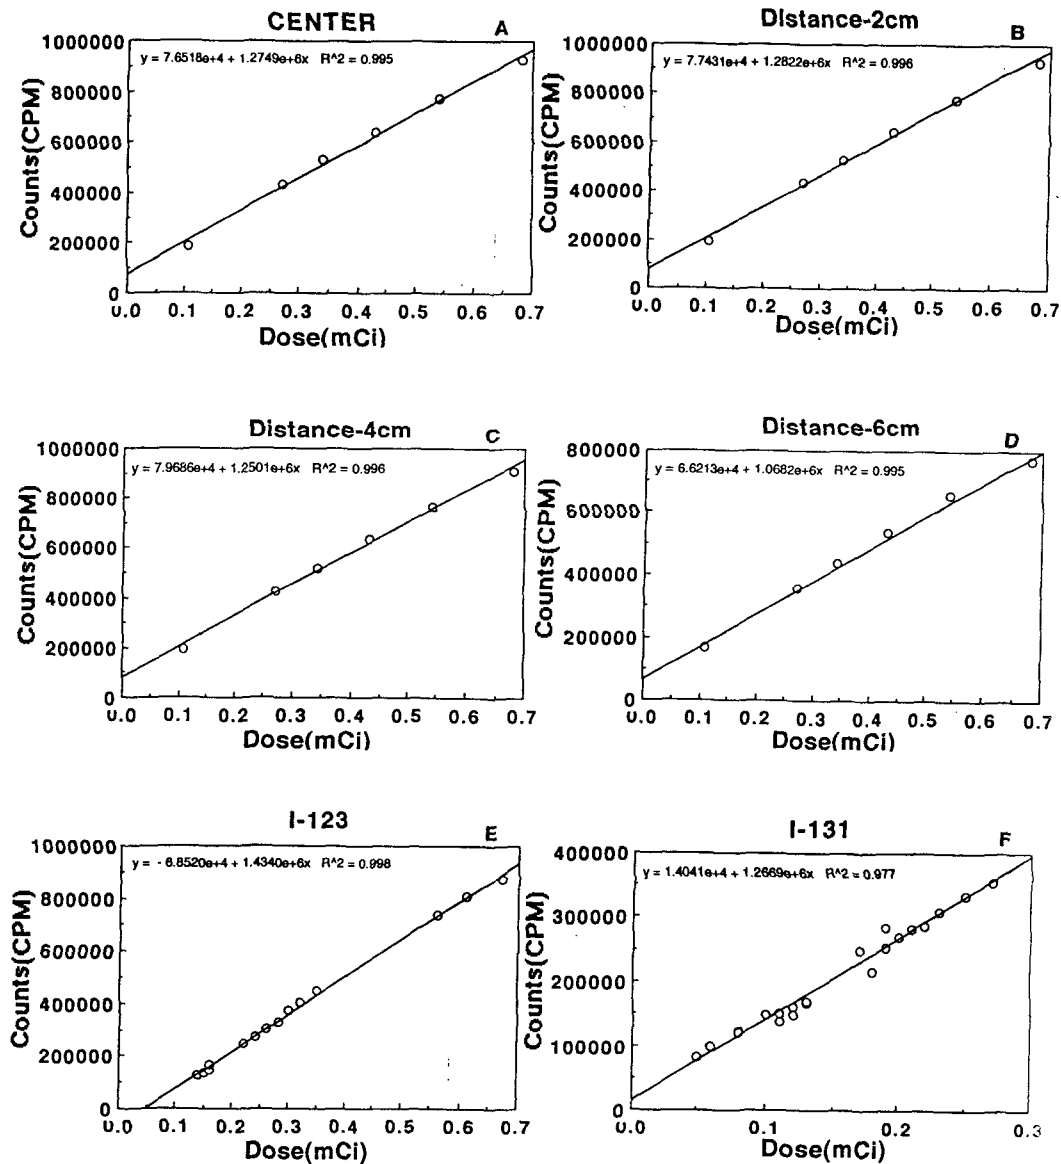 CENTER
A
y = 7.6518e+4 + 1.2749e+6x R^2 = 0.995
Counts(CPM)
1000000
800000
600000
400000
200000
0
0.0 0.1 0.2 0.3 0.4 0.5 0.6 0.7
Dose(mCi)
Distance-2cm
B
y = 7.7431e+4 + 1.2822e+6x R^2 = 0.996
Counts(CPM)
1000000
800000
600000
400000
200000
0
0.0 0.1 0.2 0.3 0.4 0.5 0.6 0.7
Dose(mCi)
Distance-4cm
C
y = 7.9686e+4 + 1.2501e+6x R^2 = 0.996
Counts(CPM)
1000000
800000
600000
400000
200000
0
0.0 0.1 0.2 0.3 0.4 0.5 0.6 0.7
Dose(mCi)
Distance-6cm
D
y = 6.6213e+4 + 1.0682e+6x R^2 = 0.995
Counts(CPM)
800000
600000
400000
200000
0
0.0 0.1 0.2 0.3 0.4 0.5 0.6 0.7
Dose(mCi)
I-123
E
y = - 6.8520e+4 + 1.4340e+6x R^2 = 0.998
Counts(CPM)
1000000
800000
600000
400000
200000
0
0.0 0.1 0.2 0.3 0.4 0.5 0.6 0.7
Dose(mCi)
I-131
F
y = 1.4041e+4 + 1.2669e+6x R^2 = 0.977
Counts(CPM)
400000
300000
200000
100000
0
0.0 0.1 0.2 0.3
Dose(mCi)